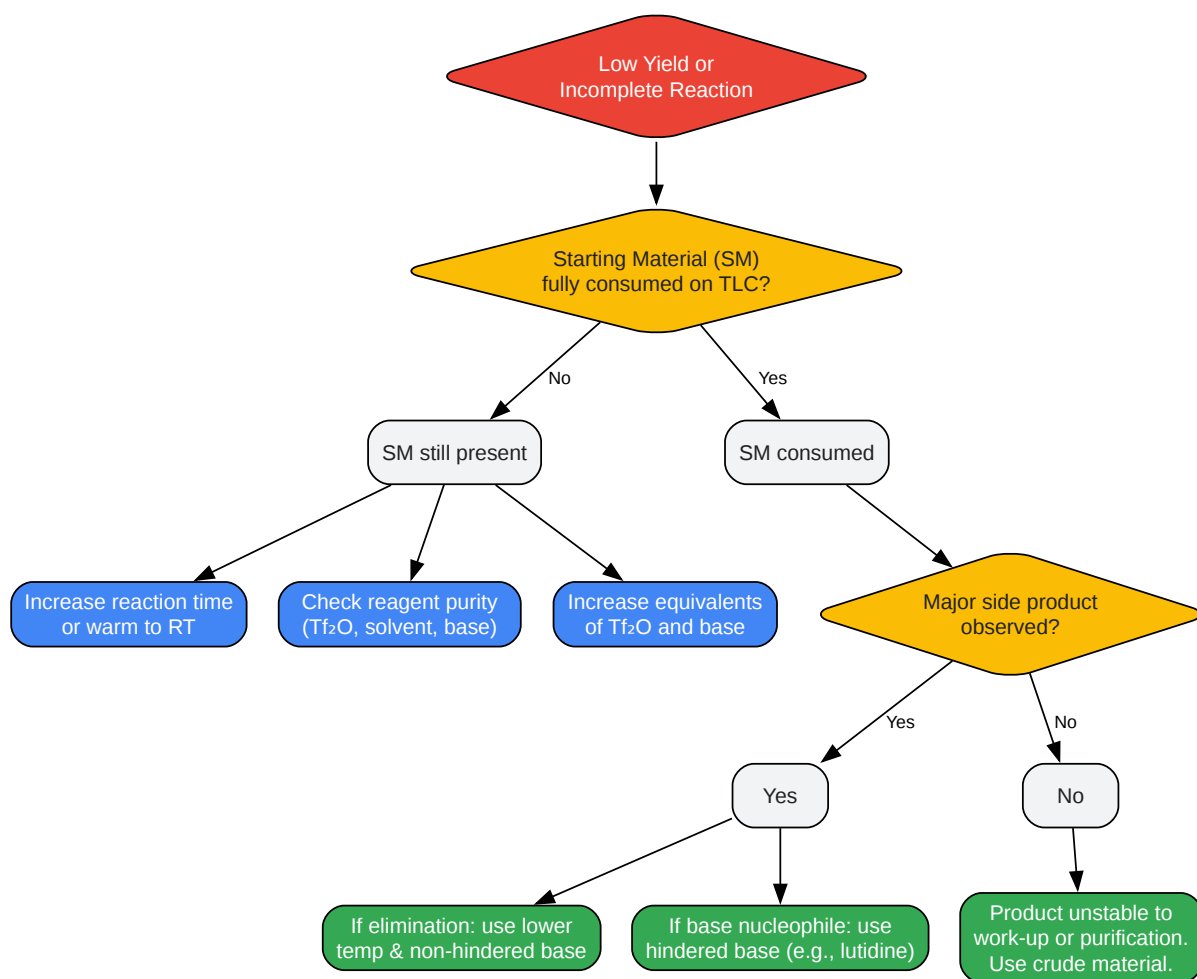 Low Yield or
Incomplete Reaction
Starting Material (SM)
fully consumed on TLC?
No
Yes
SM still present
SM consumed
Increase reaction time
or warm to RT
Check reagent purity
(Tf₂O, solvent, base)
Increase equivalents
of Tf₂O and base
Major side product
observed?
Yes
No
Yes
No
If elimination: use lower
temp & non-hindered base
If base nucleophile: use
hindered base (e.g., lutidine)
Product unstable to
work-up or purification.
Use crude material.